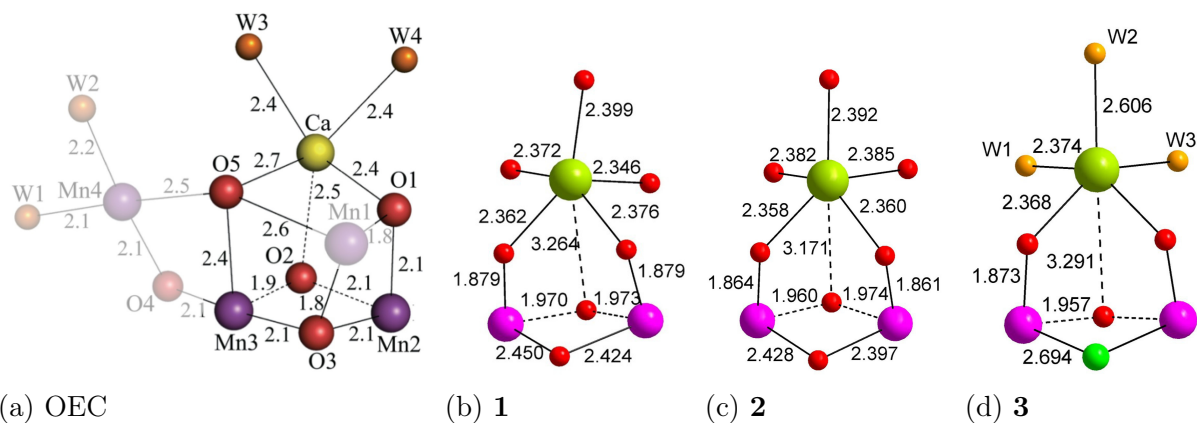 W3
W4
W2
2.4
2.4
Ca
2.2
2.7
2.4
O5
Mn4
2.5
2.5
O1
W1
2.1
2.6
Mn1
1.8
2.1
2.4
O2
1.9
2.1
2.1
O4
1.8
2.1
Mn3
2.1
O3
2.1
Mn2
(a) OEC
2.399
2.372
2.346
2.362
2.376
3.264
1.879
1.879
1.970
1.973
2.450
2.424
(b) 1
2.392
2.382
2.385
2.358
2.360
3.171
1.864
1.861
1.960
1.974
2.428
2.397
(c) 2
W2
2.606
W1
2.374
W3
2.368
3.291
1.873
1.957
2.694
(d) 3